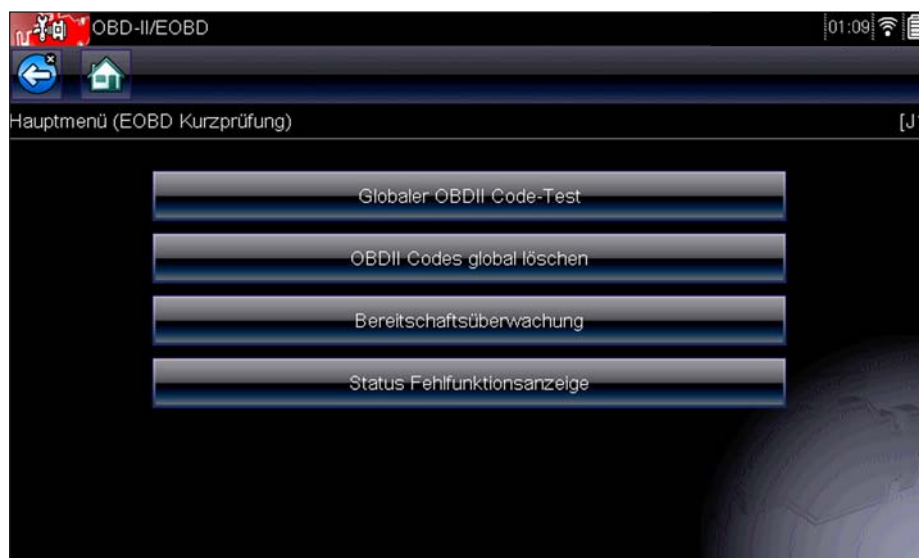 OBD-II/EOBD 01:09
Hauptmenü (EOBD Kurzprüfung)
Globaler OBDII Code-Test
OBDII Codes global löschen
Bereitschaftsüberwachung
Status Fehlfunktionsanzeige